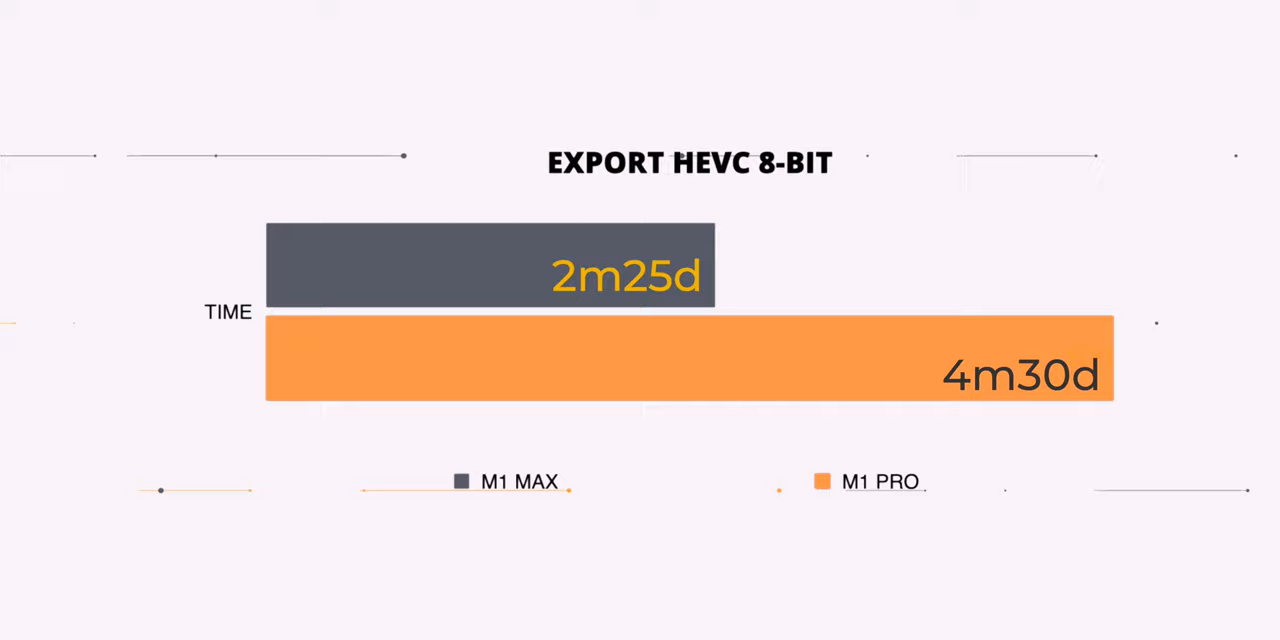 EXPORT HEVC 8-BIT
2m25d
TIME
4m30d
M1 MAX
M1 PRO